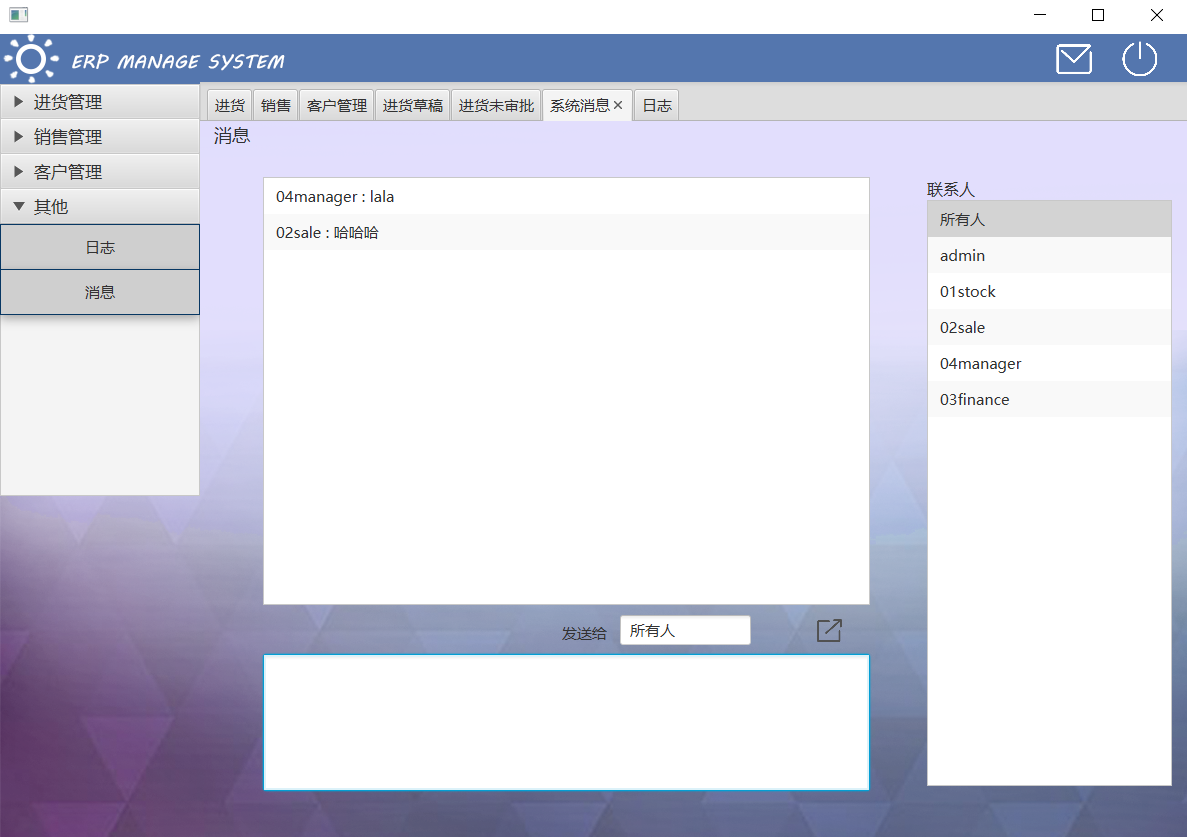 ERP MANAGE SYSTEM
进货管理
销售管理
客户管理
其他
日志
消息
进货 销售 客户管理 进货草稿 进货未审批 系统消息× 日志
消息
04manager : lala
02sale : 哈哈哈
联系人
所有人
admin
01stock
02sale
04manager
03finance
发送给 所有人